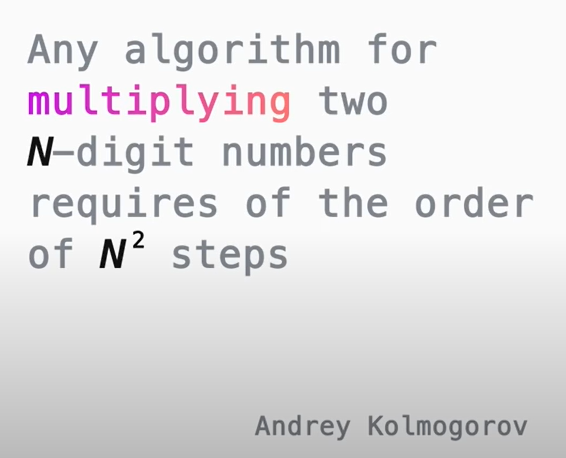 Any algorithm for
multiplying two
N–digit numbers
requires of the order
of N² steps
Andrey Kolmogorov